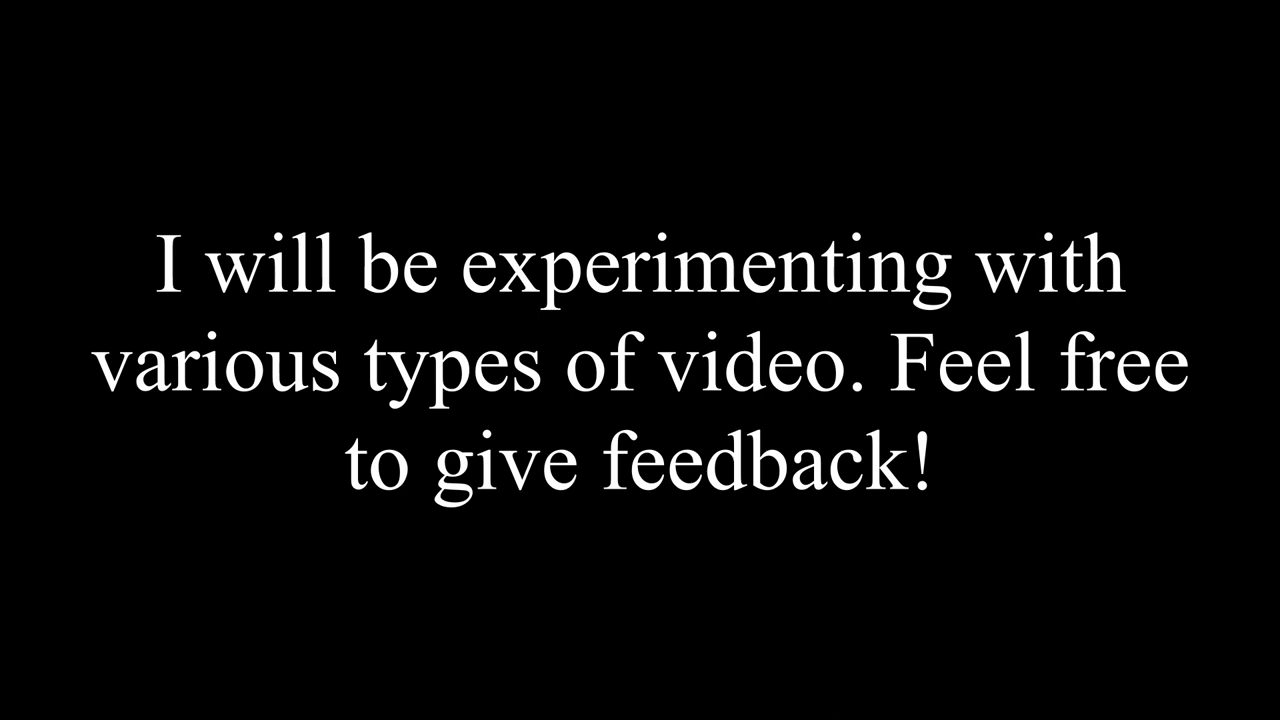 I will be experimenting with
various types of video. Feel free
to give feedback!